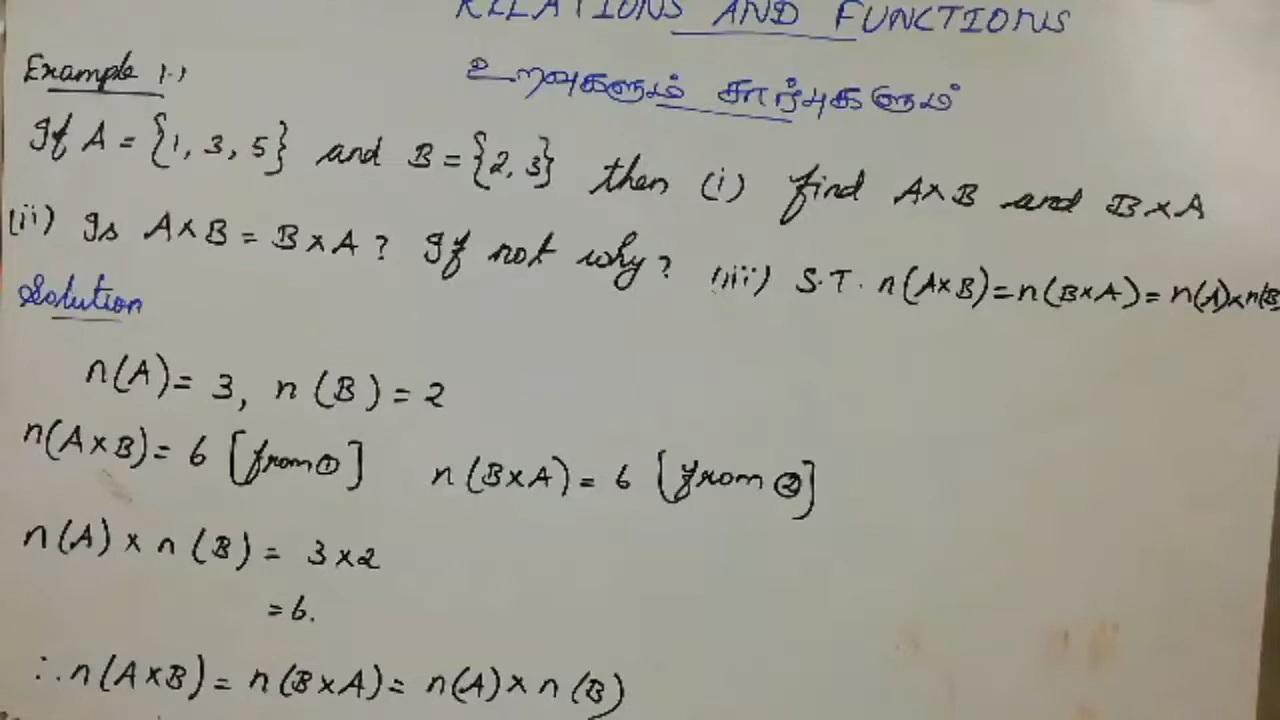 RELATIONS AND FUNCTIONS
உறவுகளும் சார்புகளும்
Example 1.1
If A = {1, 3, 5} and B = {2, 3} then (i) find A×B and B×A
(ii) Is A×B = B×A? If not why? (iii) S.T. n(A×B)=n(B×A)= n(A)×n(B)
Solution
n(A)= 3, n(B) = 2
n(A×B)= 6 [from ①] n(B×A) = 6 [from ②]
n(A) × n(B) = 3×2
=6.
∴ n(A×B) = n(B×A) = n(A)×n(B)